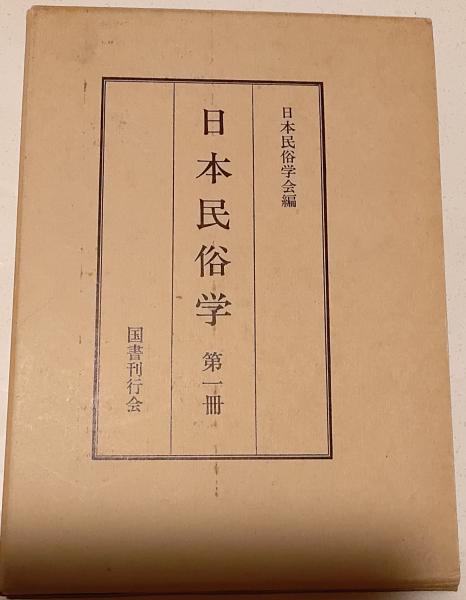 日本民俗学会編
日本民俗学 第一冊
国書刊行会